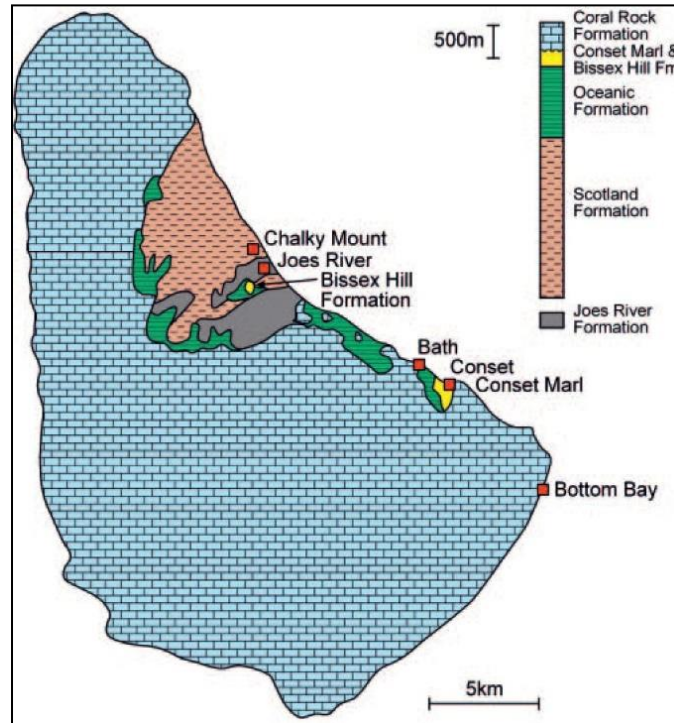 500m
Coral Rock
Formation
Conset Marl &
Bissex Hill Fm
Oceanic
Formation
Scotland
Formation
Joes River
Formation
Chalky Mount
Joes River
Bissex Hill
Formation
Bath
Conset
Conset Marl
Bottom Bay
5km